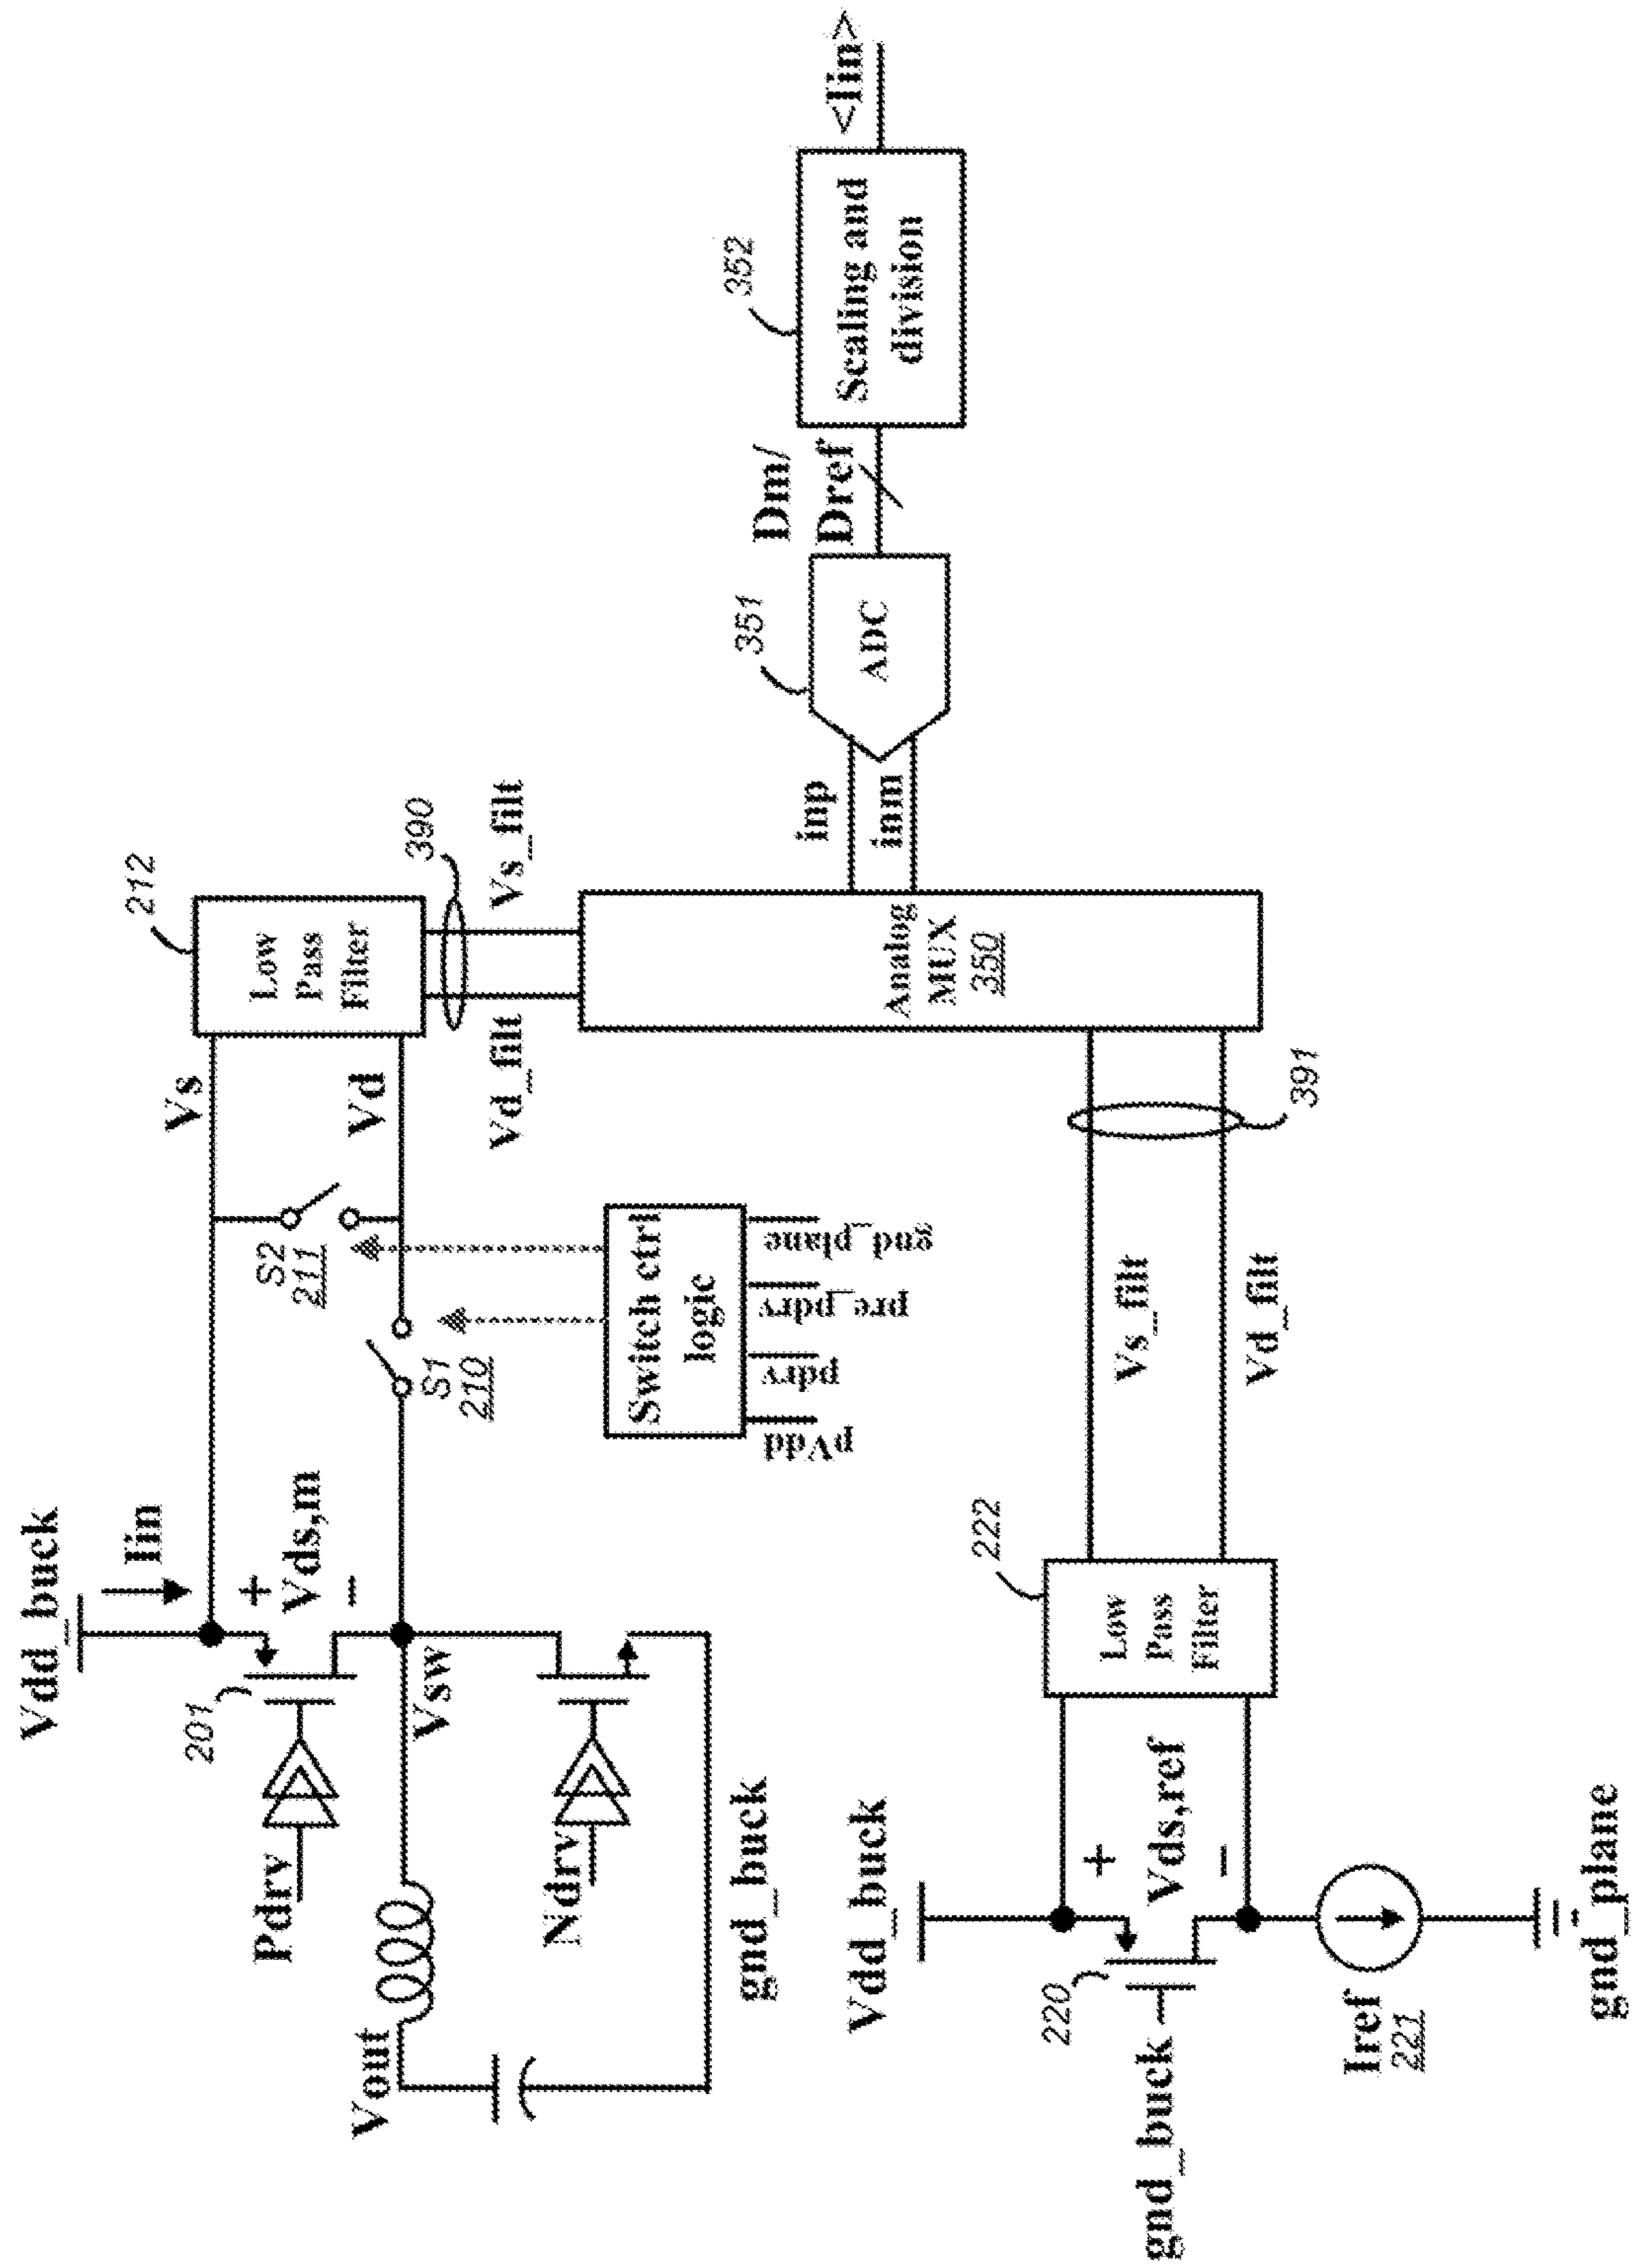 Vdd_buck
Iin
201
Pdrv
+
Vds,m
−
Vsw
Vout
Ndrv
gnd_buck
Vs
Vd
S2
211
S1
210
Switch ctrl
logic
pVdd
pdrv
pre_pdrv
gnd_plane
212
Low
Pass
Filter
390
Vs_filt
Vd_filt
Analog
MUX
350
inp
inm
351
ADC
Dm/
Dref
352
Scaling and
division
<Iin>
Vdd_buck
220
gnd_buck
+
Vds,ref
−
Iref
221
gnd_plane
222
Low
Pass
Filter
Vs_filt
Vd_filt
391